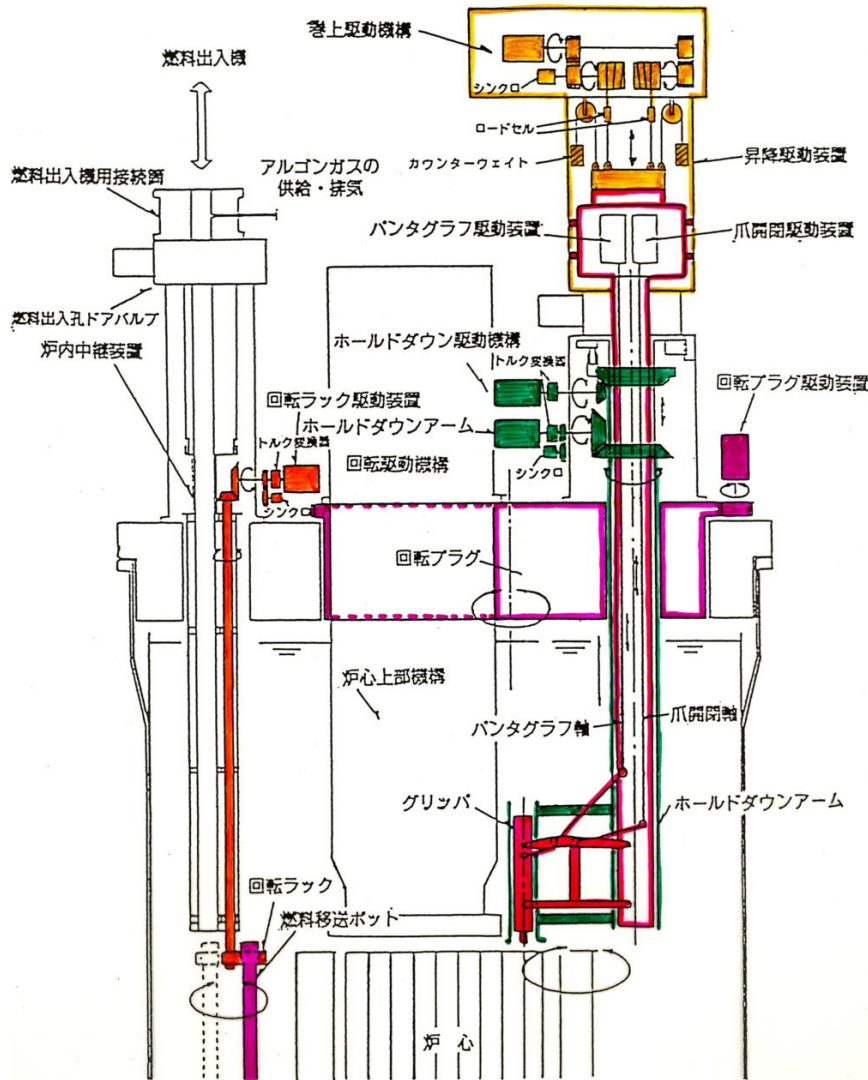 巻上駆動機構
燃料出入機
シンクロ
ロードセル
カウンターウェイト
昇降駆動装置
燃料出入機用接続筒
アルゴンガスの
供給・排気
パンタグラフ駆動装置
爪開閉駆動装置
燃料出入孔ドアバルブ
炉内中継装置
ホールドダウン駆動機構
トルク変換器
回転ラック駆動装置
ホールドダウンアーム
回転駆動機構
回転プラグ駆動装置
トルク変換器
シンクロ
シンクロ
回転プラグ
炉心上部機構
パンタグラフ軸
爪開閉軸
グリッパ
ホールドダウンアーム
回転ラック
燃料移送ポット
炉心